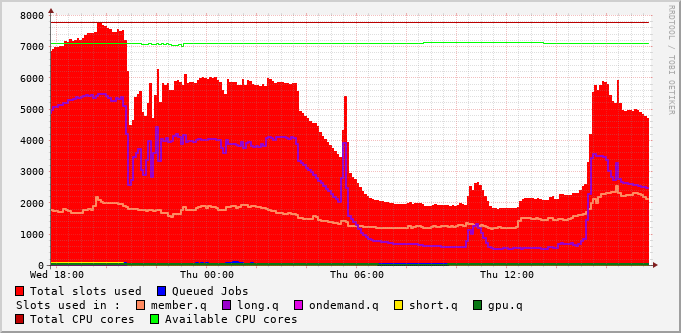 8000
7000
6000
5000
4000
3000
2000
1000
0
Wed 18:00 Thu 00:00 Thu 06:00 Thu 12:00
RRDTOOL / TOBI OETIKER
Total slots used Queued Jobs
Slots used in : member.q long.q ondemand.q short.q gpu.q
Total CPU cores Available CPU cores